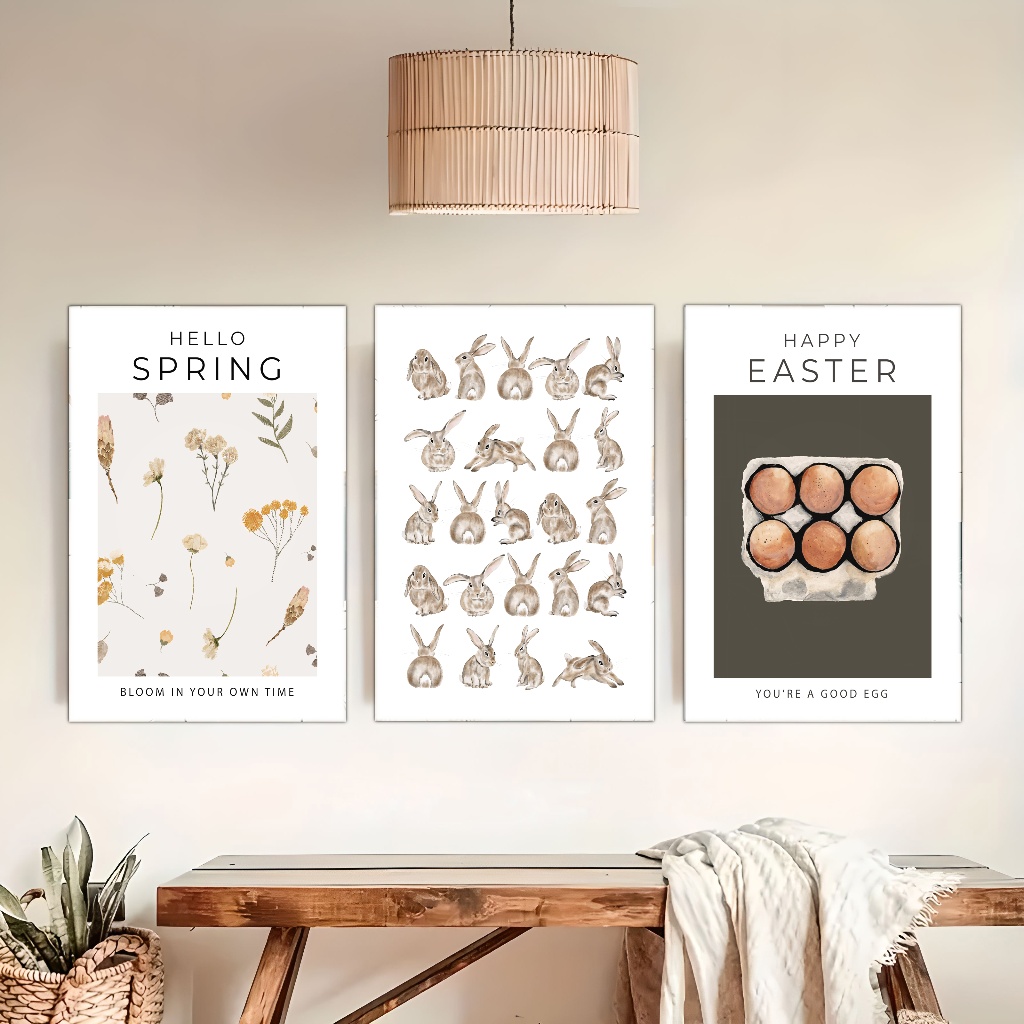 HELLO
SPRING
BLOOM IN YOUR OWN TIME
HAPPY
EASTER
YOU'RE A GOOD EGG